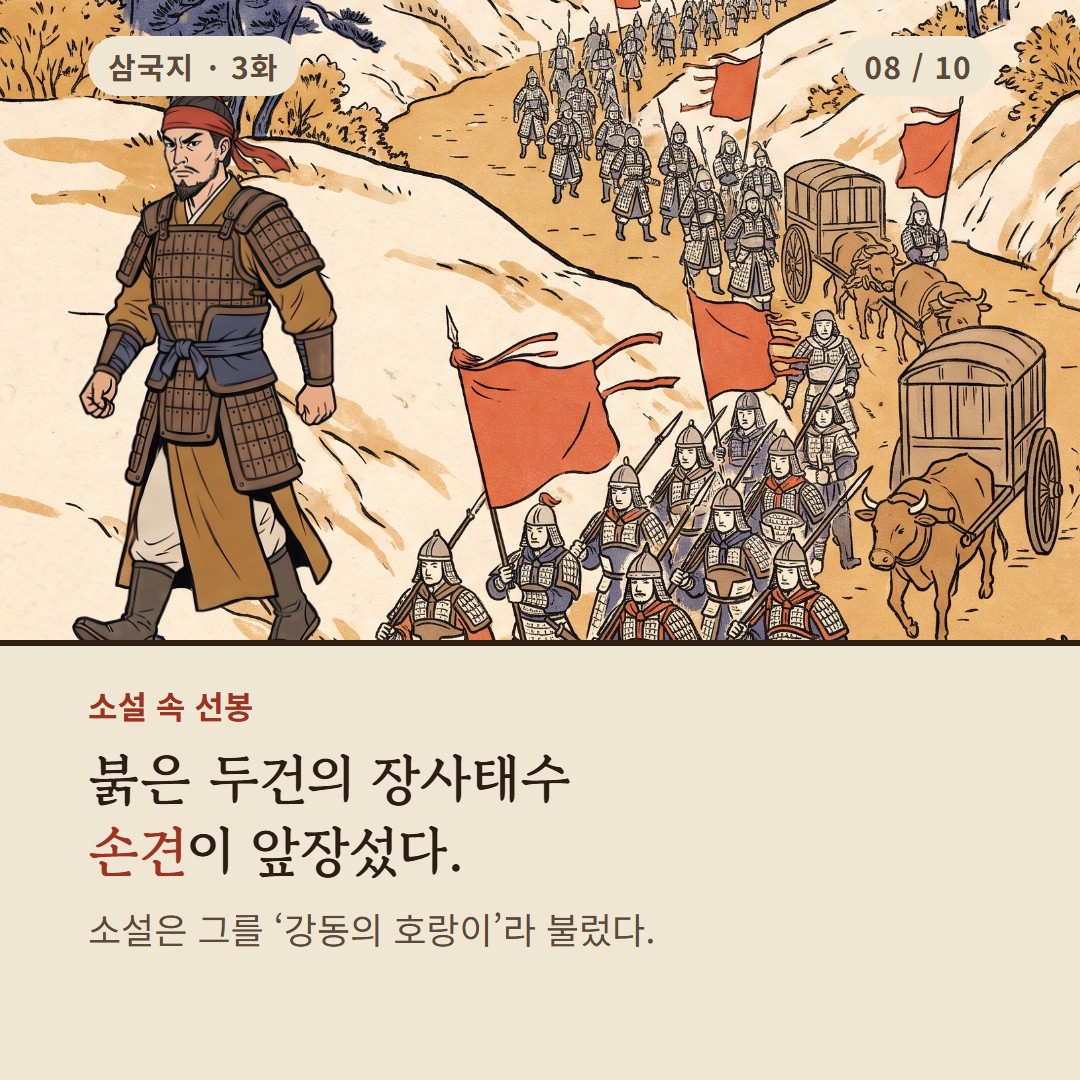 삼국지 · 3화
08 / 10
소설 속 선봉
붉은 두건의 장사태수
손견이 앞장섰다.
소설은 그를 ‘강동의 호랑이’라 불렀다.